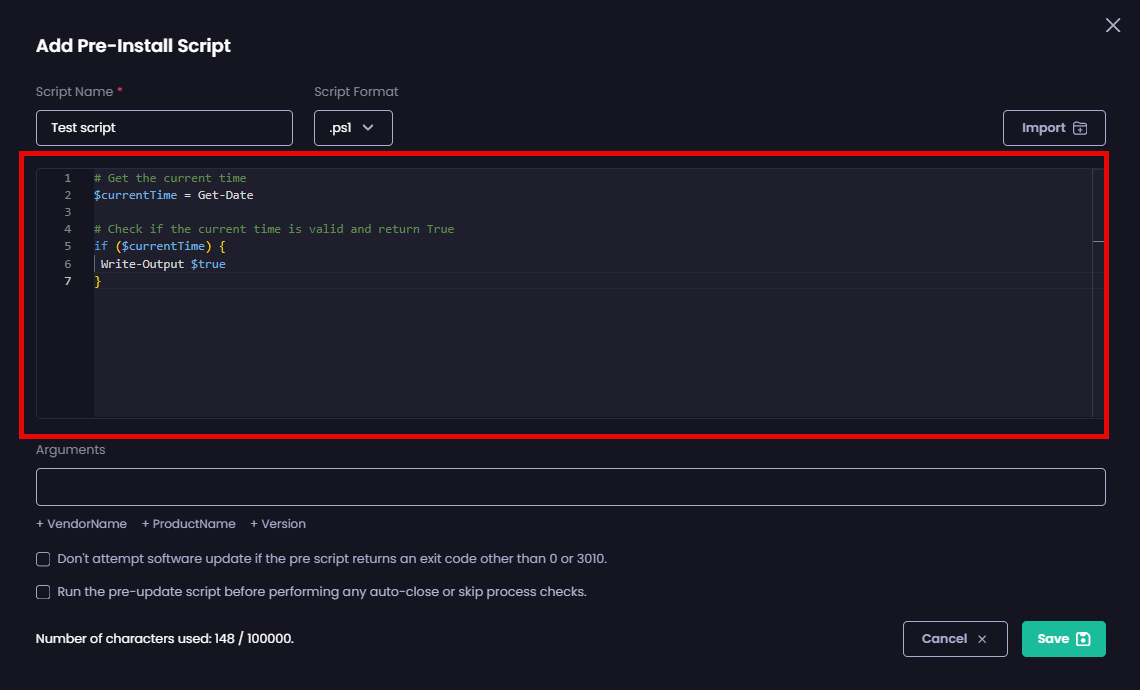 Add Pre-Install Script
Script Name *
Script Format
Test script
.ps1
Import
1 # Get the current time
2 $currentTime = Get-Date
3
4 # Check if the current time is valid and return True
5 if ($currentTime) {
6 Write-Output $true
7 }
Arguments
+ VendorName + ProductName + Version
Don't attempt software update if the pre script returns an exit code other than 0 or 3010.
Run the pre-update script before performing any auto-close or skip process checks.
Number of characters used: 148 / 100000.
Cancel ×
Save